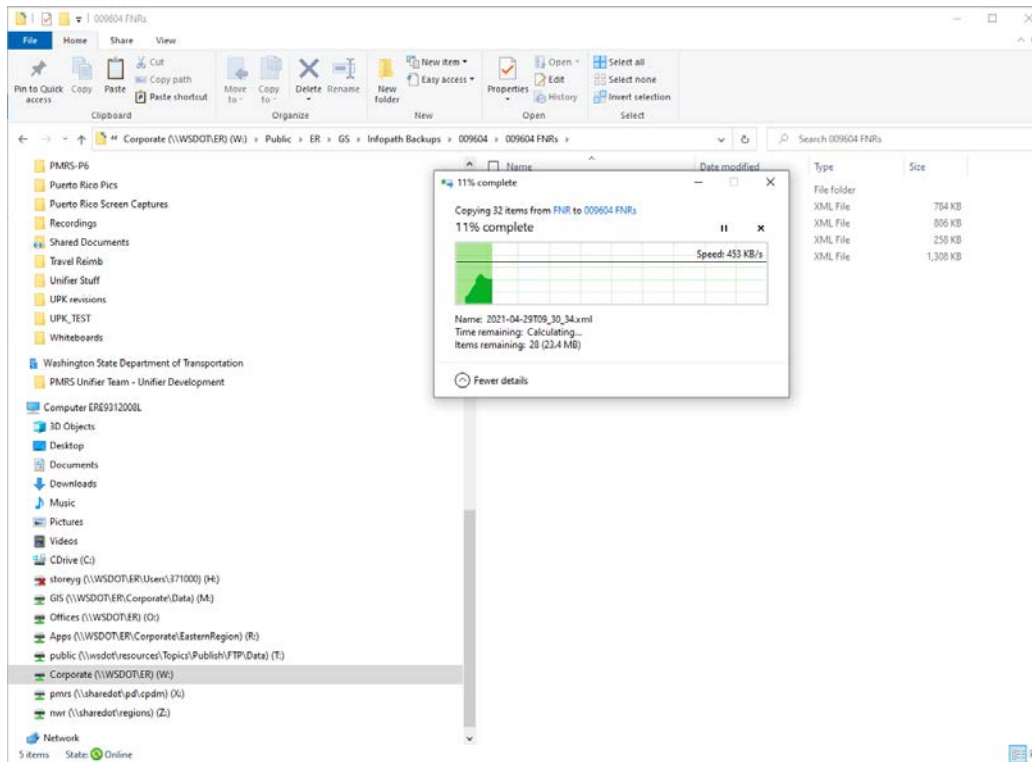 009604 FNRs
File Home Share View
Pin to Quick access
Copy
Paste
Cut
Copy path
Paste shortcut
Clipboard
Move to
Copy to
Delete
Rename
Organize
New folder
New item
Easy access
New
Properties
Open
Edit
History
Open
Select all
Select none
Invert selection
Select
Corporate (\\WSDOT\ER) (W:) › Public › ER › GS › Infopath Backups › 009604 › 009604 FNRs ›
Search 009604 FNRs
PMRS-P6
Puerto Rico Pics
Puerto Rico Screen Captures
Recordings
Shared Documents
Travel Reimb
Unifier Stuff
UPK revisions
UPK_TEST
Whiteboards
Washington State Department of Transportation
PMRS Unifier Team - Unifier Development
Computer ERE9312008L
3D Objects
Desktop
Documents
Downloads
Music
Pictures
Videos
CDrive (C:)
storeyg (\\WSDOT\ER\Users\371000) (H:)
GIS (\\WSDOT\ER\Corporate\Data) (M:)
Offices (\\WSDOT\ER) (O:)
Apps (\\WSDOT\ER\Corporate\EasternRegion) (R:)
public (\\wsdot\resources\Topics\Publish\FTP\Data) (T:)
Corporate (\\WSDOT\ER) (W:)
pmrs (\\sharedot\pd\cpdm) (X:)
nwr (\\sharedot\regions) (Z:)
Network
Name Date modified Type Size
File folder
XML File 784 KB
XML File 806 KB
XML File 258 KB
XML File 1,308 KB
11% complete
Copying 32 items from FNR to 009604 FNRs
11% complete
Speed: 453 KB/s
Name: 2021-04-29T09_30_34.xml
Time remaining: Calculating...
Items remaining: 28 (23.4 MB)
Fewer details
5 items State: Online